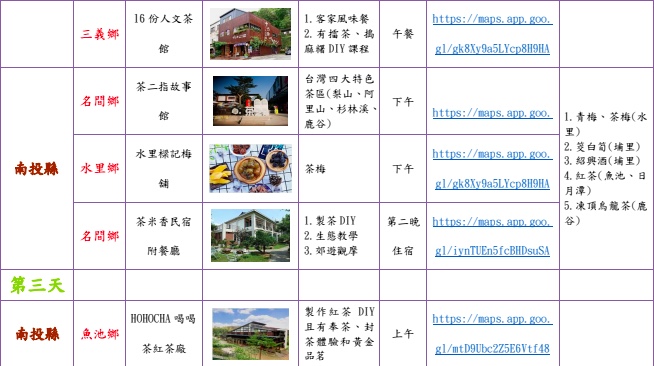 三義鄉
16 份人文茶
館
1.客家風味餐
2.有擂茶、搗
麻糬 DIY 課程
午餐
https://maps.app.goo.
gl/gk8Xy9a5LYcp8H9HA
南投縣
名間鄉
茶二指故事
館
台灣四大特色
茶區(梨山、阿
里山、杉林溪、
鹿谷)
下午
https://maps.app.goo.
水里鄉
水里標記梅
舖
茶梅
下午
https://maps.app.goo.
gl/gk8Xy9a5LYcp8H9HA
名間鄉
茶米香民宿
附餐廳
1.製茶 DIY
2.生態教學
3.郊遊觀摩
第二晚
住宿
https://maps.app.goo.
gl/iynTUEn5fcBHDsuSA
1.青梅、茶梅(水
里)
2.筊白筍(埔里)
3.紹興酒(埔里)
4.紅茶(魚池、日
月潭)
5.凍頂烏龍茶(鹿
谷)
第三天
南投縣
魚池鄉
HOHOCHA 喝喝
茶紅茶廠
製作紅茶 DIY
且有奉茶、封
茶體驗和黃金
品茗
上午
https://maps.app.goo.
gl/mtD9Ubc2Z5E6Vtf48